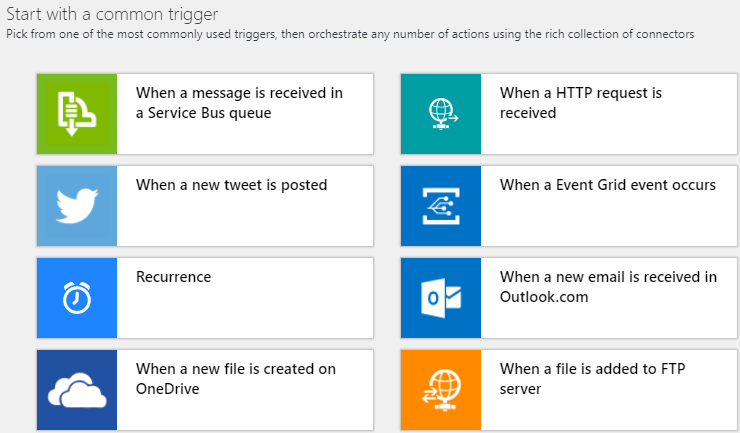 Start with a common trigger
Pick from one of the most commonly used triggers, then orchestrate any number of actions using the rich collection of connectors
When a message is received in
a Service Bus queue
When a HTTP request is
received
When a new tweet is posted
When a Event Grid event occurs
Recurrence
When a new email is received in
Outlook.com
When a new file is created on
OneDrive
When a file is added to FTP
server